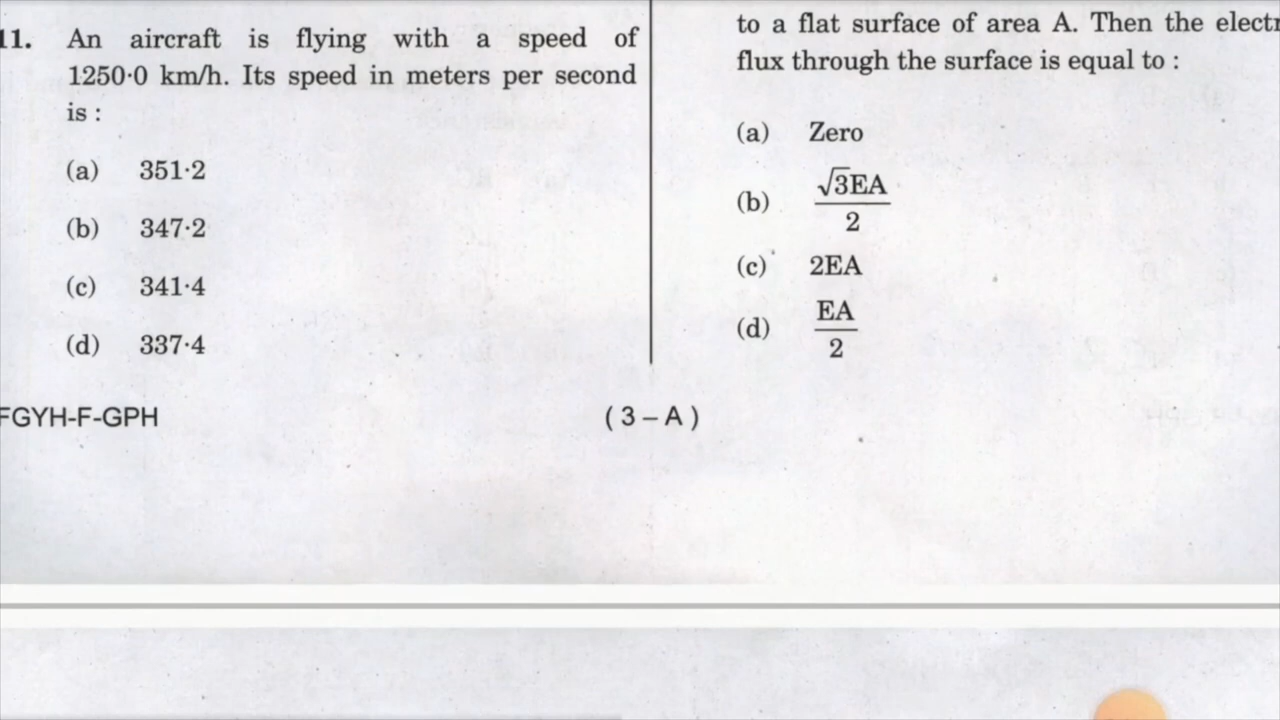 11. An aircraft is flying with a speed of
1250·0 km/h. Its speed in meters per second
is :
(a) 351·2
(b) 347·2
(c) 341·4
(d) 337·4
to a flat surface of area A. Then the
flux through the surface is equal to :
(a) Zero
(b) √3EA/2
(c) 2EA
(d) EA/2
FGYH-F-GPH
( 3 – A )